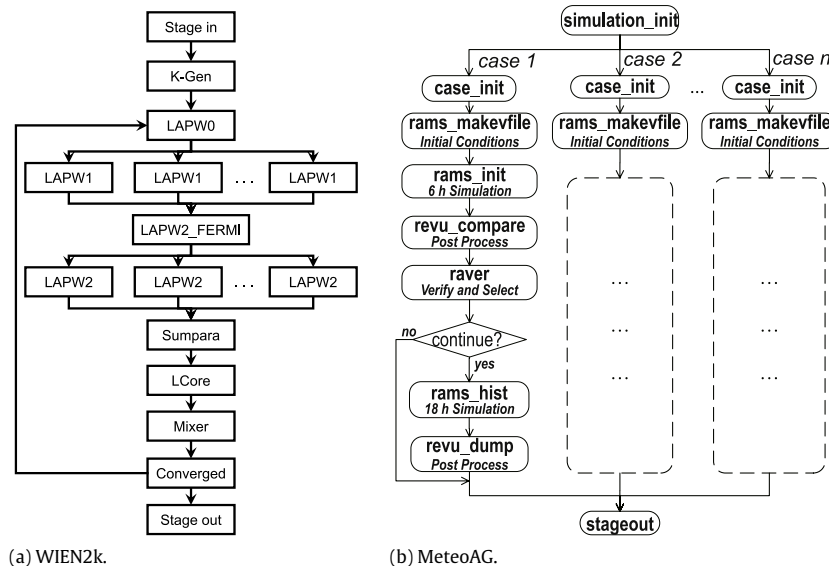 Stage in
K-Gen
LAPW0
LAPW1 LAPW1 ... LAPW1
LAPW2_FERMI
LAPW2 LAPW2 ... LAPW2
Sumpara
LCore
Mixer
Converged
Stage out
(a) WIEN2k.
simulation_init
case 1 case 2 case n
case_init case_init ... case_init
rams_makevfile rams_makevfile rams_makevfile
Initial Conditions Initial Conditions Initial Conditions
rams_init
6 h Simulation
revu_compare
Post Process
raver
Verify and Select
... ...
no continue?
... ...
yes
rams_hist
18 h Simulation
... ...
revu_dump
Post Process
stageout
(b) MeteoAG.